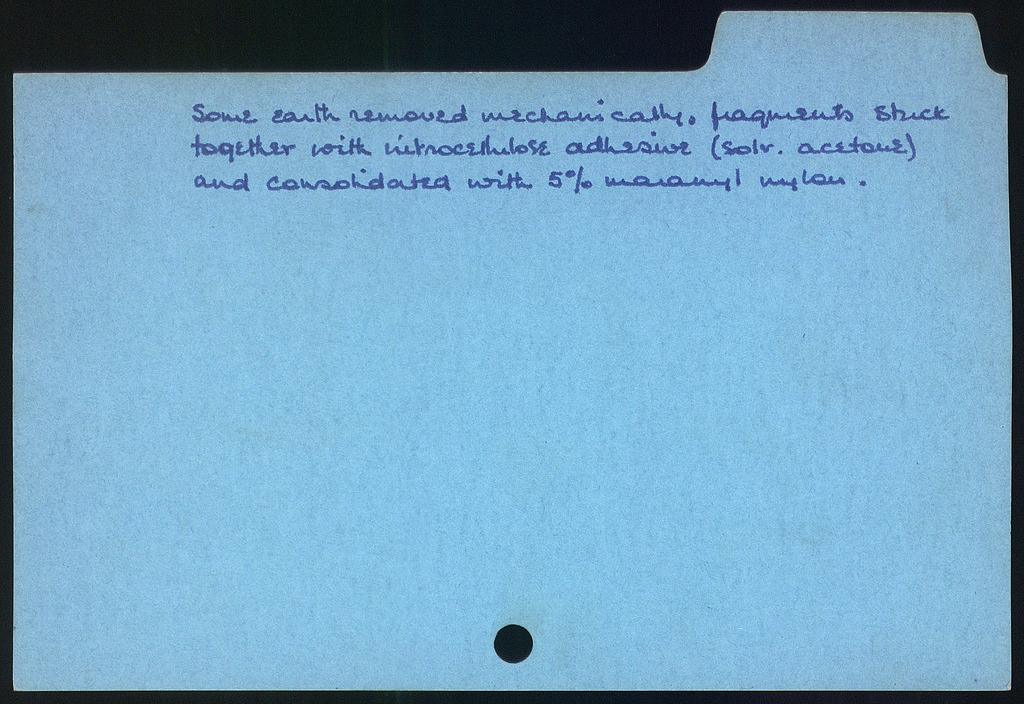 Some earth removed mechanically. fragments stuck
together with nitrocellulose adhesive (solv. acetone)
and consolidated with 5% maranyl nylon.